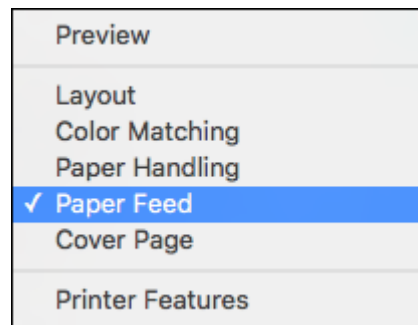 Preview
Layout
Color Matching
Paper Handling
✓ Paper Feed
Cover Page
Printer Features